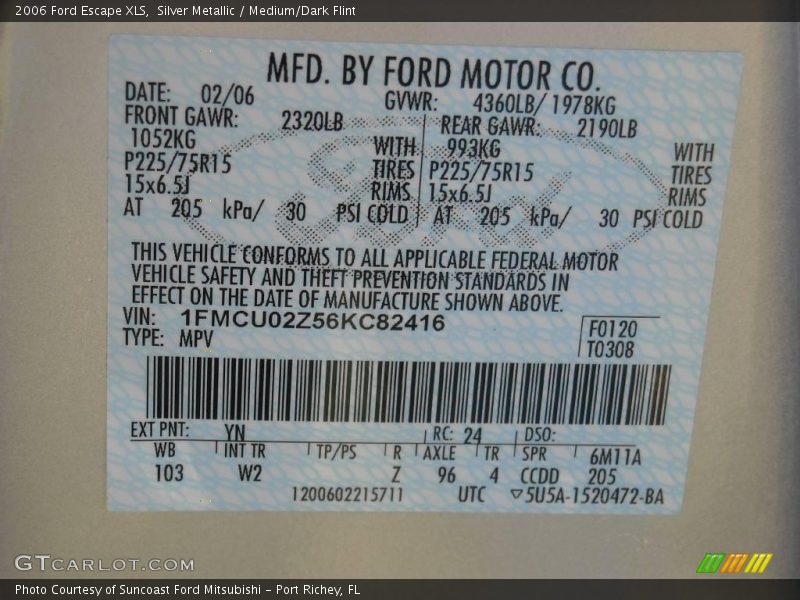 2006 Ford Escape XLS, Silver Metallic / Medium/Dark Flint
MFD. BY FORD MOTOR CO.
DATE: 02/06 GVWR: 4360LB/ 1978KG
FRONT GAWR: 2320LB REAR GAWR: 2190LB
1052KG WITH 993KG WITH
P225/75R15 TIRES P225/75R15 TIRES
15x6.5J RIMS 15x6.5J RIMS
AT 205 kPa/ 30 PSI COLD AT 205 kPa/ 30 PSI COLD
THIS VEHICLE CONFORMS TO ALL APPLICABLE FEDERAL MOTOR
VEHICLE SAFETY AND THEFT PREVENTION STANDARDS IN
EFFECT ON THE DATE OF MANUFACTURE SHOWN ABOVE.
VIN: 1FMCU02Z56KC82416
TYPE: MPV
F0120
T0308
EXT PNT: YN RC: 24 DSO:
WB INT TR TP/PS R AXLE TR SPR 6M11A
103 W2 Z 96 4 CCDD 205
1200602215711 UTC ▽5U5A-1520472-BA
GTCARLOT.COM
Photo Courtesy of Suncoast Ford Mitsubishi - Port Richey, FL